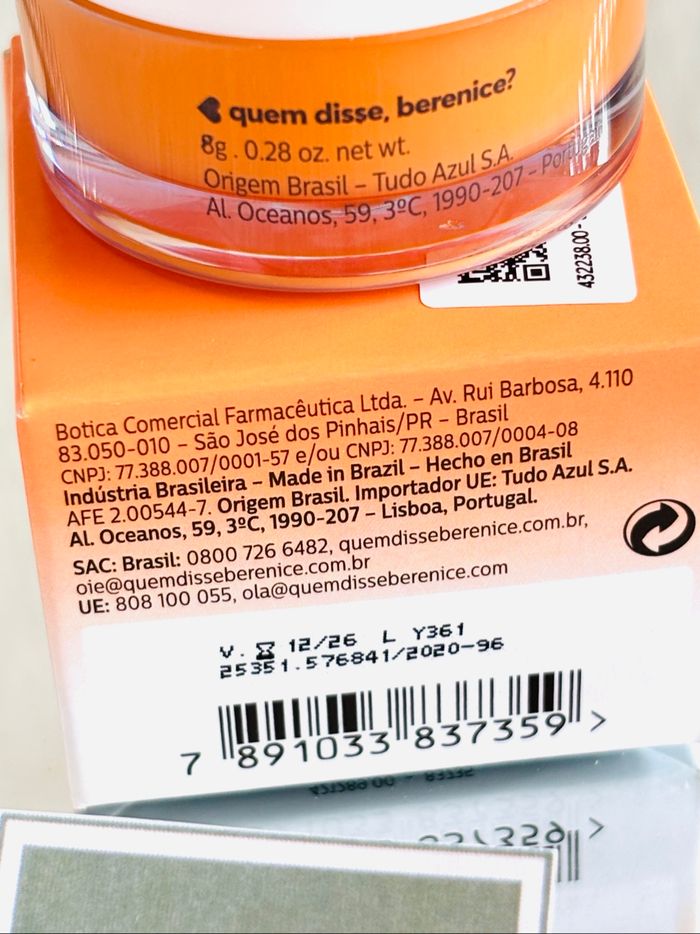 quem disse, berenice?
8g . 0.28 oz. net wt.
Origem Brasil – Tudo Azul S.A.
Al. Oceanos, 59, 3ºC, 1990-207 - Portugal
432238.00 -
Botica Comercial Farmacêutica Ltda. – Av. Rui Barbosa, 4.110
83.050-010 – São José dos Pinhais/PR – Brasil
CNPJ: 77.388.007/0001-57 e/ou CNPJ: 77.388.007/0004-08
Indústria Brasileira – Made in Brazil – Hecho en Brasil
AFE 2.00544-7. Origem Brasil. Importador UE: Tudo Azul S.A.
Al. Oceanos, 59, 3ºC, 1990-207 – Lisboa, Portugal.
SAC: Brasil: 0800 726 6482, quemdisseberenice.com.br,
oie@quemdisseberenice.com.br
UE: 808 100 055, ola@quemdisseberenice.com
V. 12/26 L Y361
25351.576841/2020-96
7 891033 837359 >